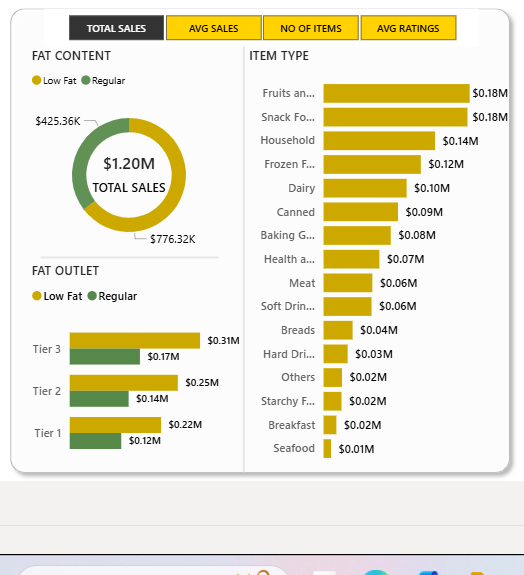 TOTAL SALES AVG SALES NO OF ITEMS AVG RATINGS
FAT CONTENT
Low Fat Regular
$425.36K
$1.20M
TOTAL SALES
$776.32K
FAT OUTLET
Low Fat Regular
Tier 3 $0.31M
$0.17M
Tier 2 $0.25M
$0.14M
Tier 1 $0.22M
$0.12M
ITEM TYPE
Fruits an... $0.18M
Snack Fo... $0.18M
Household $0.14M
Frozen F... $0.12M
Dairy $0.10M
Canned $0.09M
Baking G... $0.08M
Health a... $0.07M
Meat $0.06M
Soft Drin... $0.06M
Breads $0.04M
Hard Dri... $0.03M
Others $0.02M
Starchy F... $0.02M
Breakfast $0.02M
Seafood $0.01M